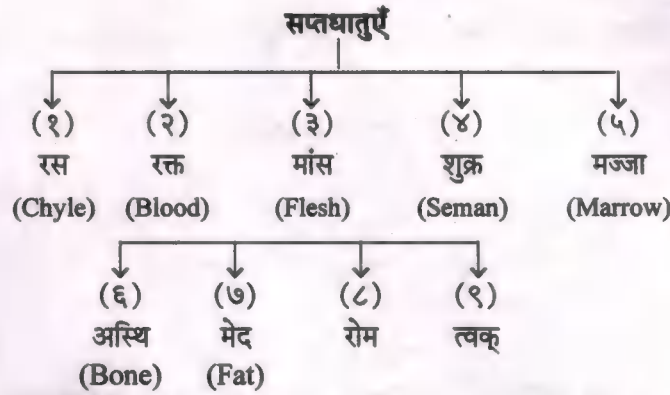 सप्तधातुएँ
(१) (२) (३) (४) (५)
रस रक्त मांस शुक्र मज्जा
(Chyle) (Blood) (Flesh) (Seman) (Marrow)
(६) (७) (८) (९)
अस्थि मेद रोम त्वक्
(Bone) (Fat)